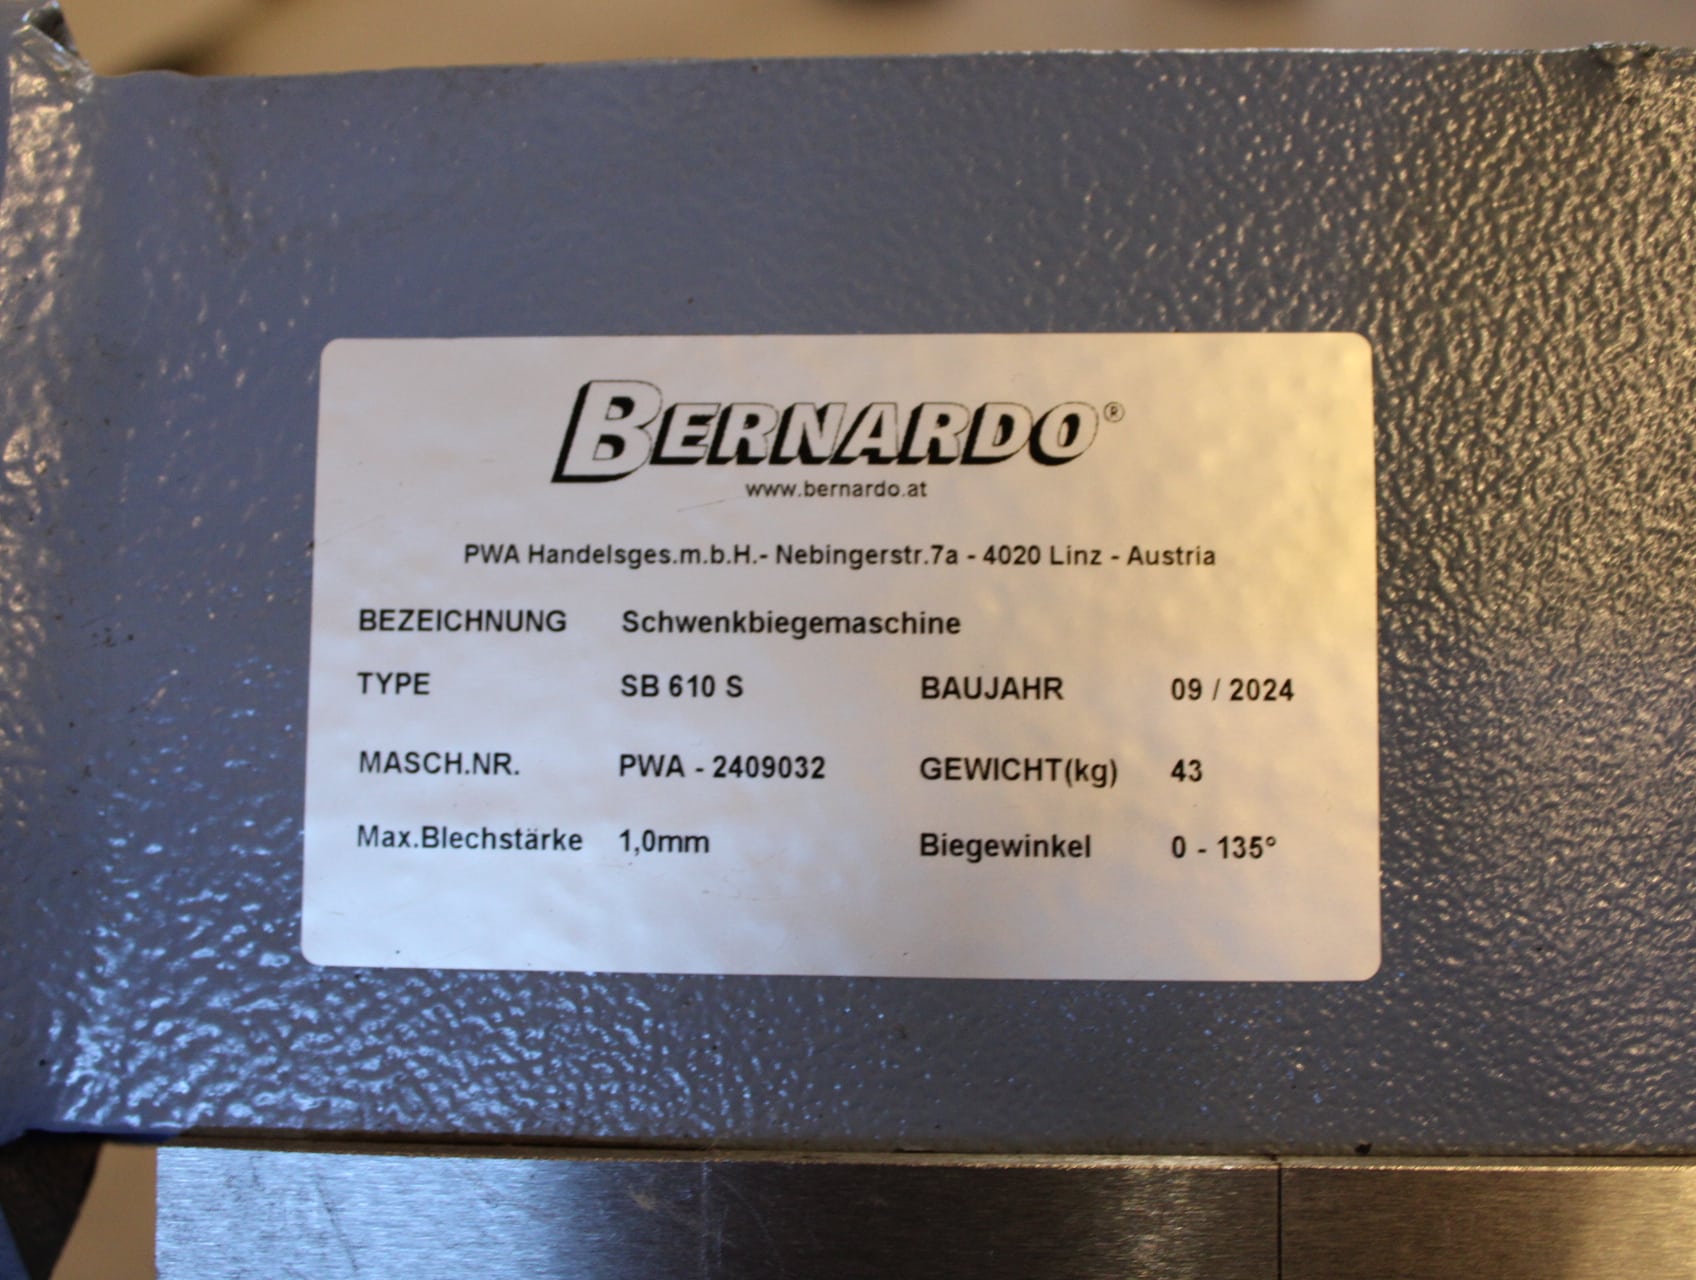 BERNARDO®
www.bernardo.at
PWA Handelsges.m.b.H.- Nebingerstr.7a - 4020 Linz - Austria
BEZEICHNUNG Schwenkbiegemaschine
TYPE SB 610 S BAUJAHR 09 / 2024
MASCH.NR. PWA - 2409032 GEWICHT(kg) 43
Max.Blechstärke 1,0mm Biegewinkel 0 - 135°